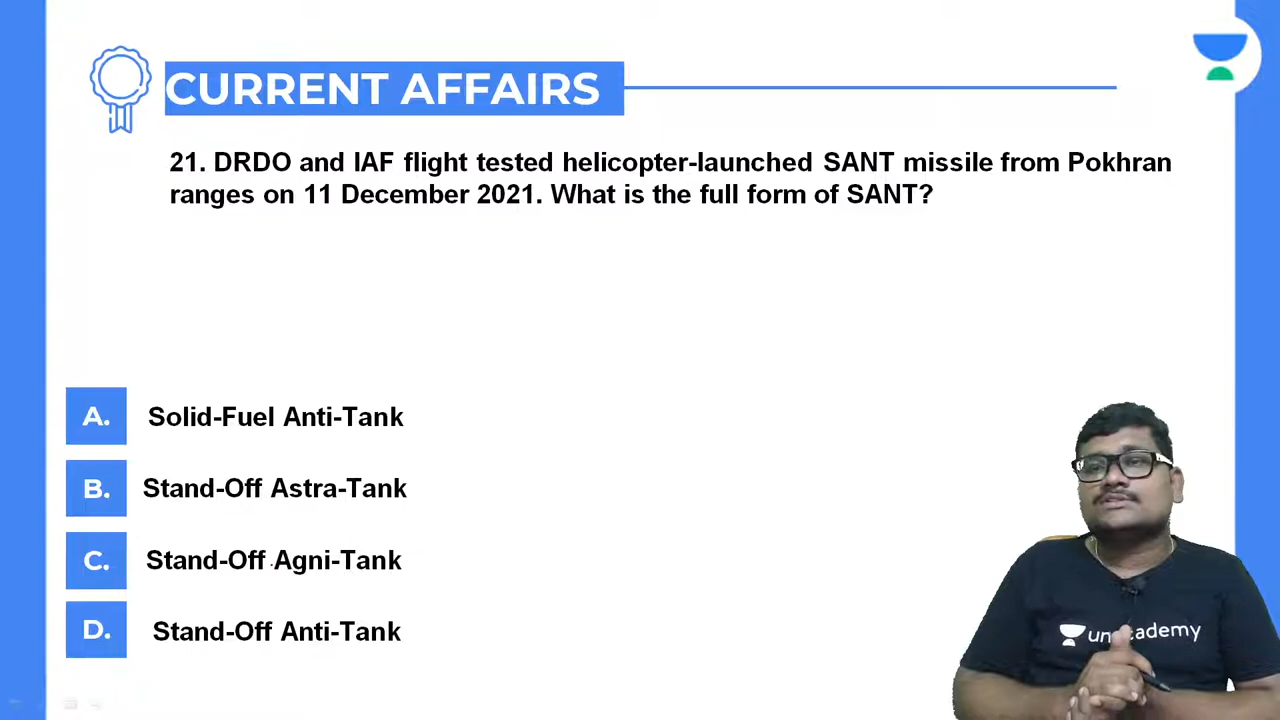 CURRENT AFFAIRS
21. DRDO and IAF flight tested helicopter-launched SANT missile from Pokhran
ranges on 11 December 2021. What is the full form of SANT?
A. Solid-Fuel Anti-Tank
B. Stand-Off Astra-Tank
C. Stand-Off Agni-Tank
D. Stand-Off Anti-Tank